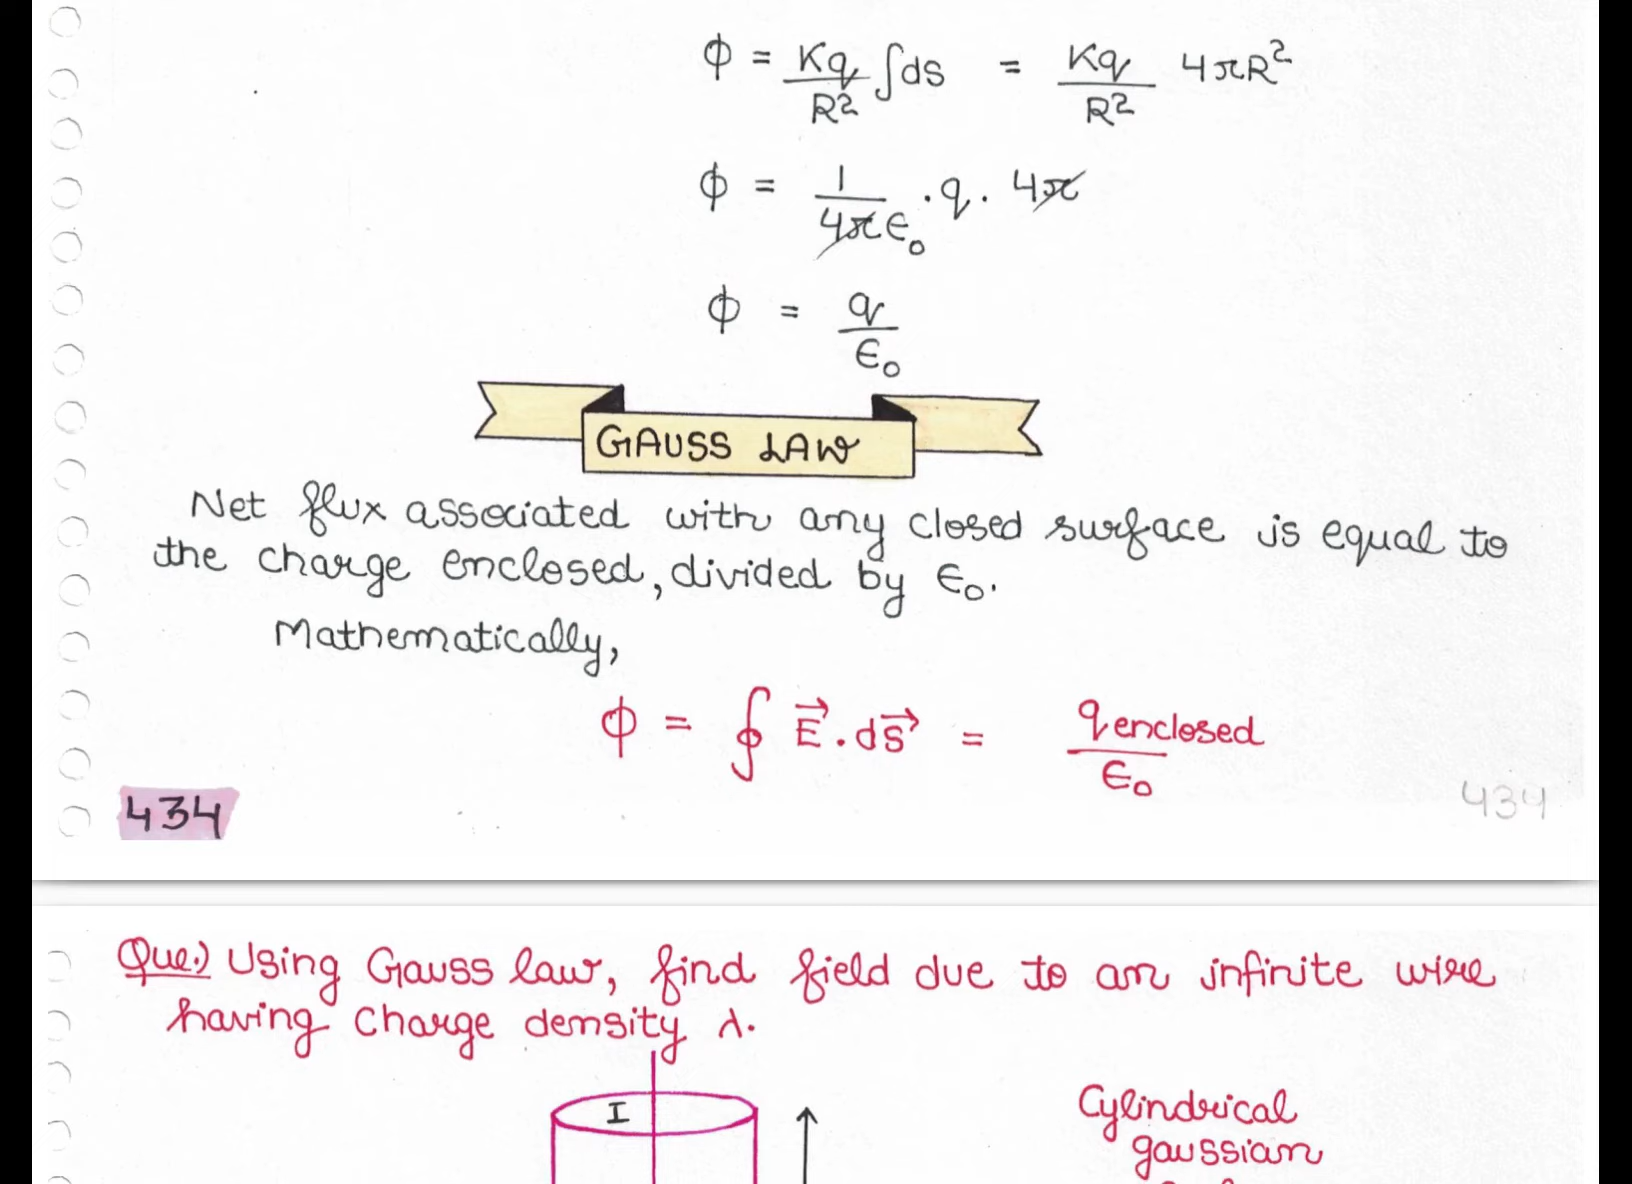 ϕ = Kq/R² ∫ds = Kq/R² 4πR²
ϕ = 1/4πϵ₀ . q . 4π
ϕ = q/ϵ₀
GAUSS LAW
Net flux associated with any closed surface is equal to
the charge enclosed, divided by ϵ₀.
Mathematically,
ϕ = ∮ E⃗ . ds⃗ = q enclosed/ϵ₀
434
434
Que:) Using Gauss law, find field due to an infinite wire
having charge density λ.
I
Cylindrical
gaussian